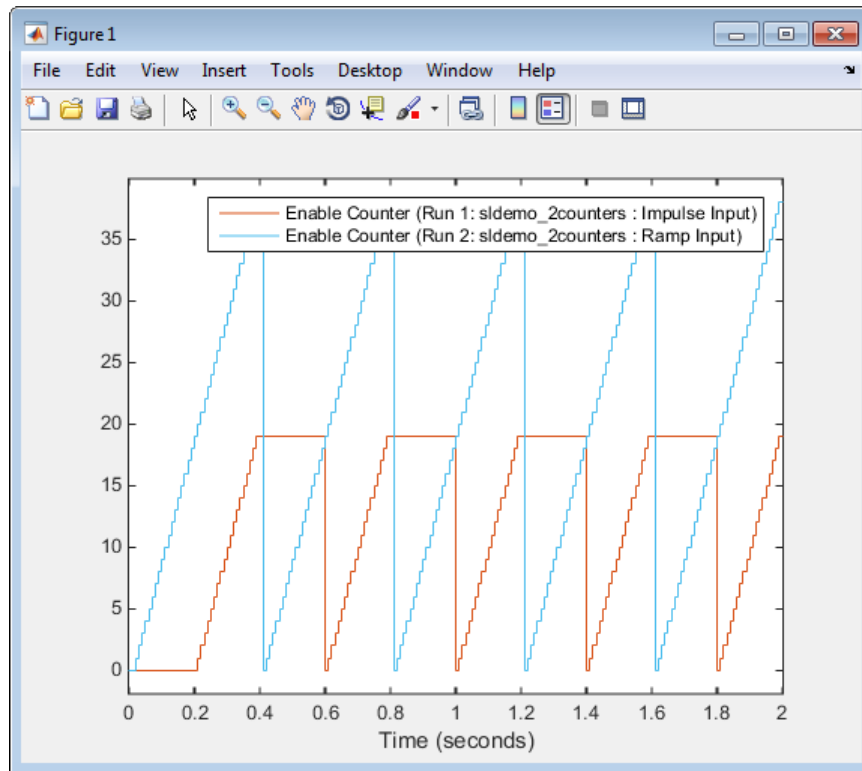 Figure 1
File Edit View Insert Tools Desktop Window Help
Enable Counter (Run 1: sldemo_2counters : Impulse Input)
Enable Counter (Run 2: sldemo_2counters : Ramp Input)
35
30
25
20
15
10
5
0
0 0.2 0.4 0.6 0.8 1 1.2 1.4 1.6 1.8 2
Time (seconds)